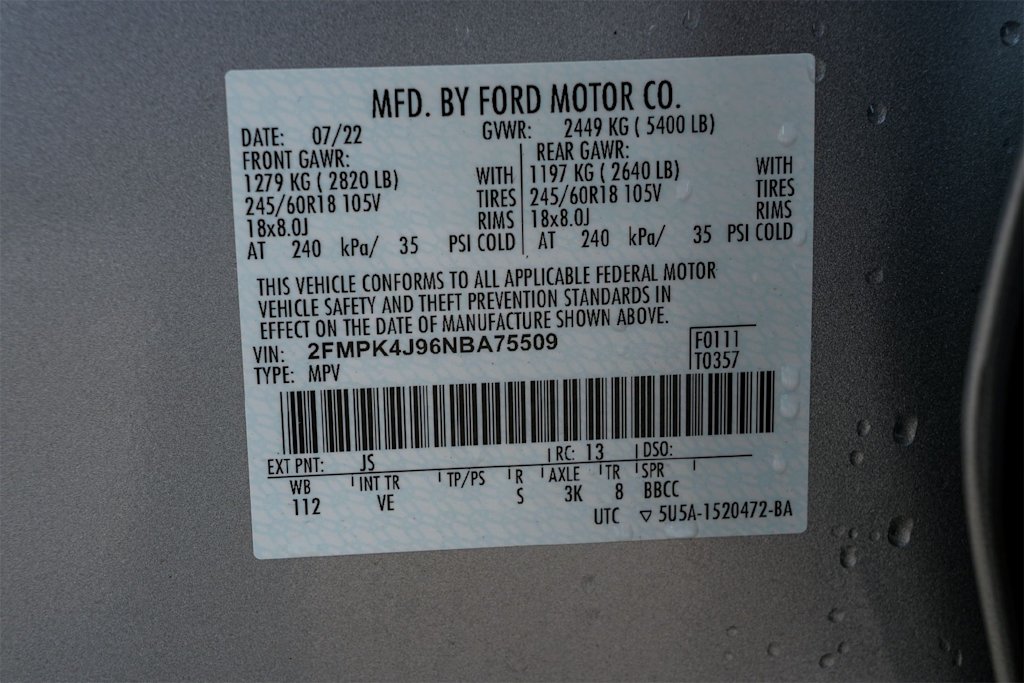 MFD. BY FORD MOTOR CO.
DATE: 07/22 GVWR: 2449 KG ( 5400 LB)
FRONT GAWR: REAR GAWR:
1279 KG ( 2820 LB) WITH 1197 KG ( 2640 LB) WITH
245/60R18 105V TIRES 245/60R18 105V TIRES
18x8.0J RIMS 18x8.0J RIMS
AT 240 kPa/ 35 PSI COLD AT 240 kPa/ 35 PSI COLD
THIS VEHICLE CONFORMS TO ALL APPLICABLE FEDERAL MOTOR
VEHICLE SAFETY AND THEFT PREVENTION STANDARDS IN
EFFECT ON THE DATE OF MANUFACTURE SHOWN ABOVE.
VIN: 2FMPK4J96NBA75509 F0111
TYPE: MPV T0357
EXT PNT: JS RC: 13 DSO:
WB INT TR TP/PS R AXLE TR SPR
112 VE S 3K 8 BBCC
UTC ▽ 5U5A-1520472-BA